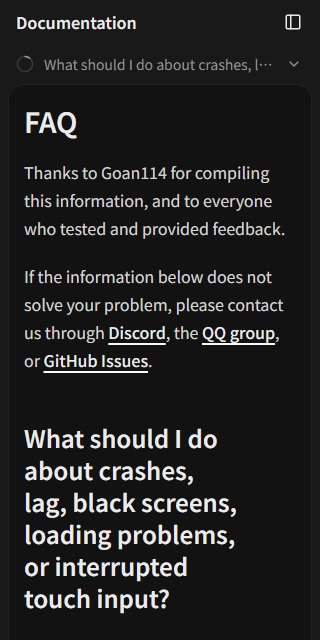 Documentation
What should I do about crashes, l···
FAQ
Thanks to Goan114 for compiling
this information, and to everyone
who tested and provided feedback.
If the information below does not
solve your problem, please contact
us through Discord, the QQ group,
or GitHub Issues.
What should I do
about crashes,
lag, black screens,
loading problems,
or interrupted
touch input?